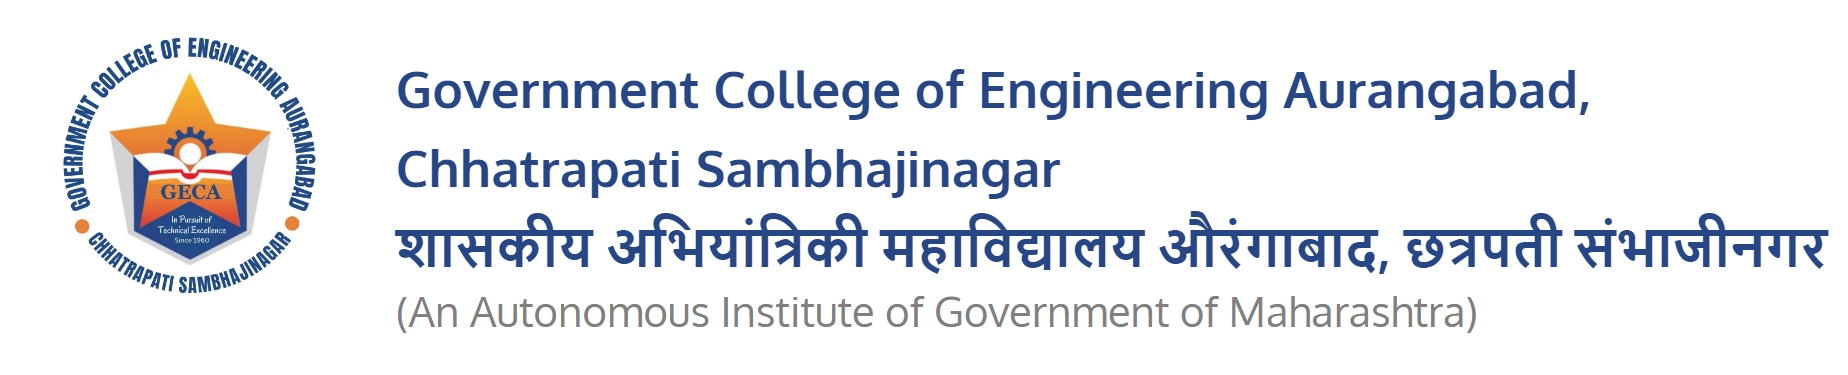 GOVERNMENT COLLEGE OF ENGINEERING AURANGABAD
CHHATRAPATI SAMBHAJINAGAR
GECA
In Pursuit of
Technical Excellence
Since 1960
Government College of Engineering Aurangabad,
Chhatrapati Sambhajinagar
शासकीय अभियांत्रिकी महाविद्यालय औरंगाबाद, छत्रपती संभाजीनगर
(An Autonomous Institute of Government of Maharashtra)